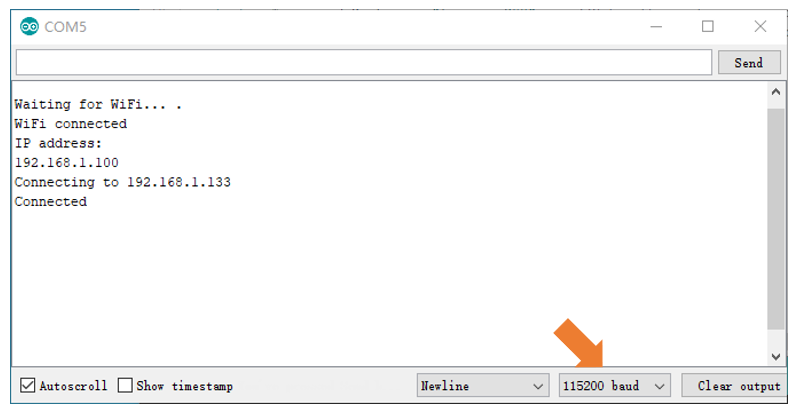 COM5
Send
Waiting for WiFi... .
WiFi connected
IP address:
192.168.1.100
Connecting to 192.168.1.133
Connected
Autoscroll Show timestamp Newline 115200 baud Clear output